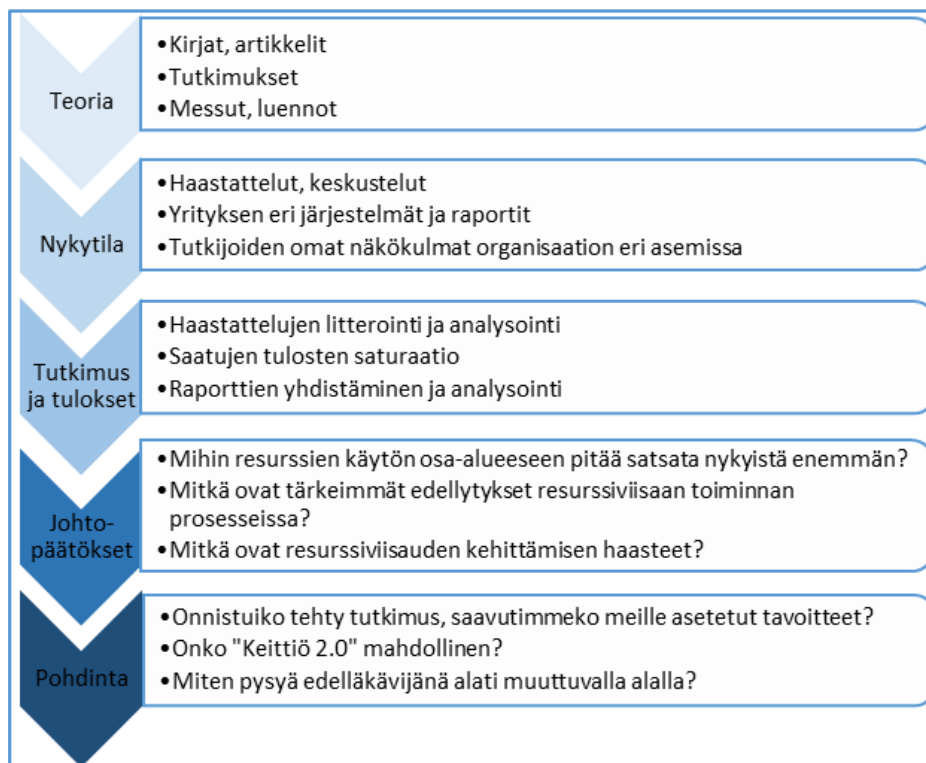 Teoria
•Kirjat, artikkelit
•Tutkimukset
•Messut, luennot
Nykytila
•Haastattelut, keskustelut
•Yrityksen eri järjestelmät ja raportit
•Tutkijoiden omat näkökulmat organisaation eri asemissa
Tutkimus
ja tulokset
•Haastattelujen litterointi ja analysointi
•Saatujen tulosten saturaatio
•Raporttien yhdistäminen ja analysointi
Johto-
päätökset
•Mihin resurssien käytön osa-alueeseen pitää satsata nykyistä enemmän?
•Mitkä ovat tärkeimmät edellytykset resurssiviisaan toiminnan
prosesseissa?
•Mitkä ovat resurssiviisauden kehittämisen haasteet?
Pohdinta
•Onnistuiko tehty tutkimus, saavutimmeko meille asetetut tavoitteet?
•Onko "Keittiö 2.0" mahdollinen?
•Miten pysyä edelläkävijänä alati muuttuvalla alalla?